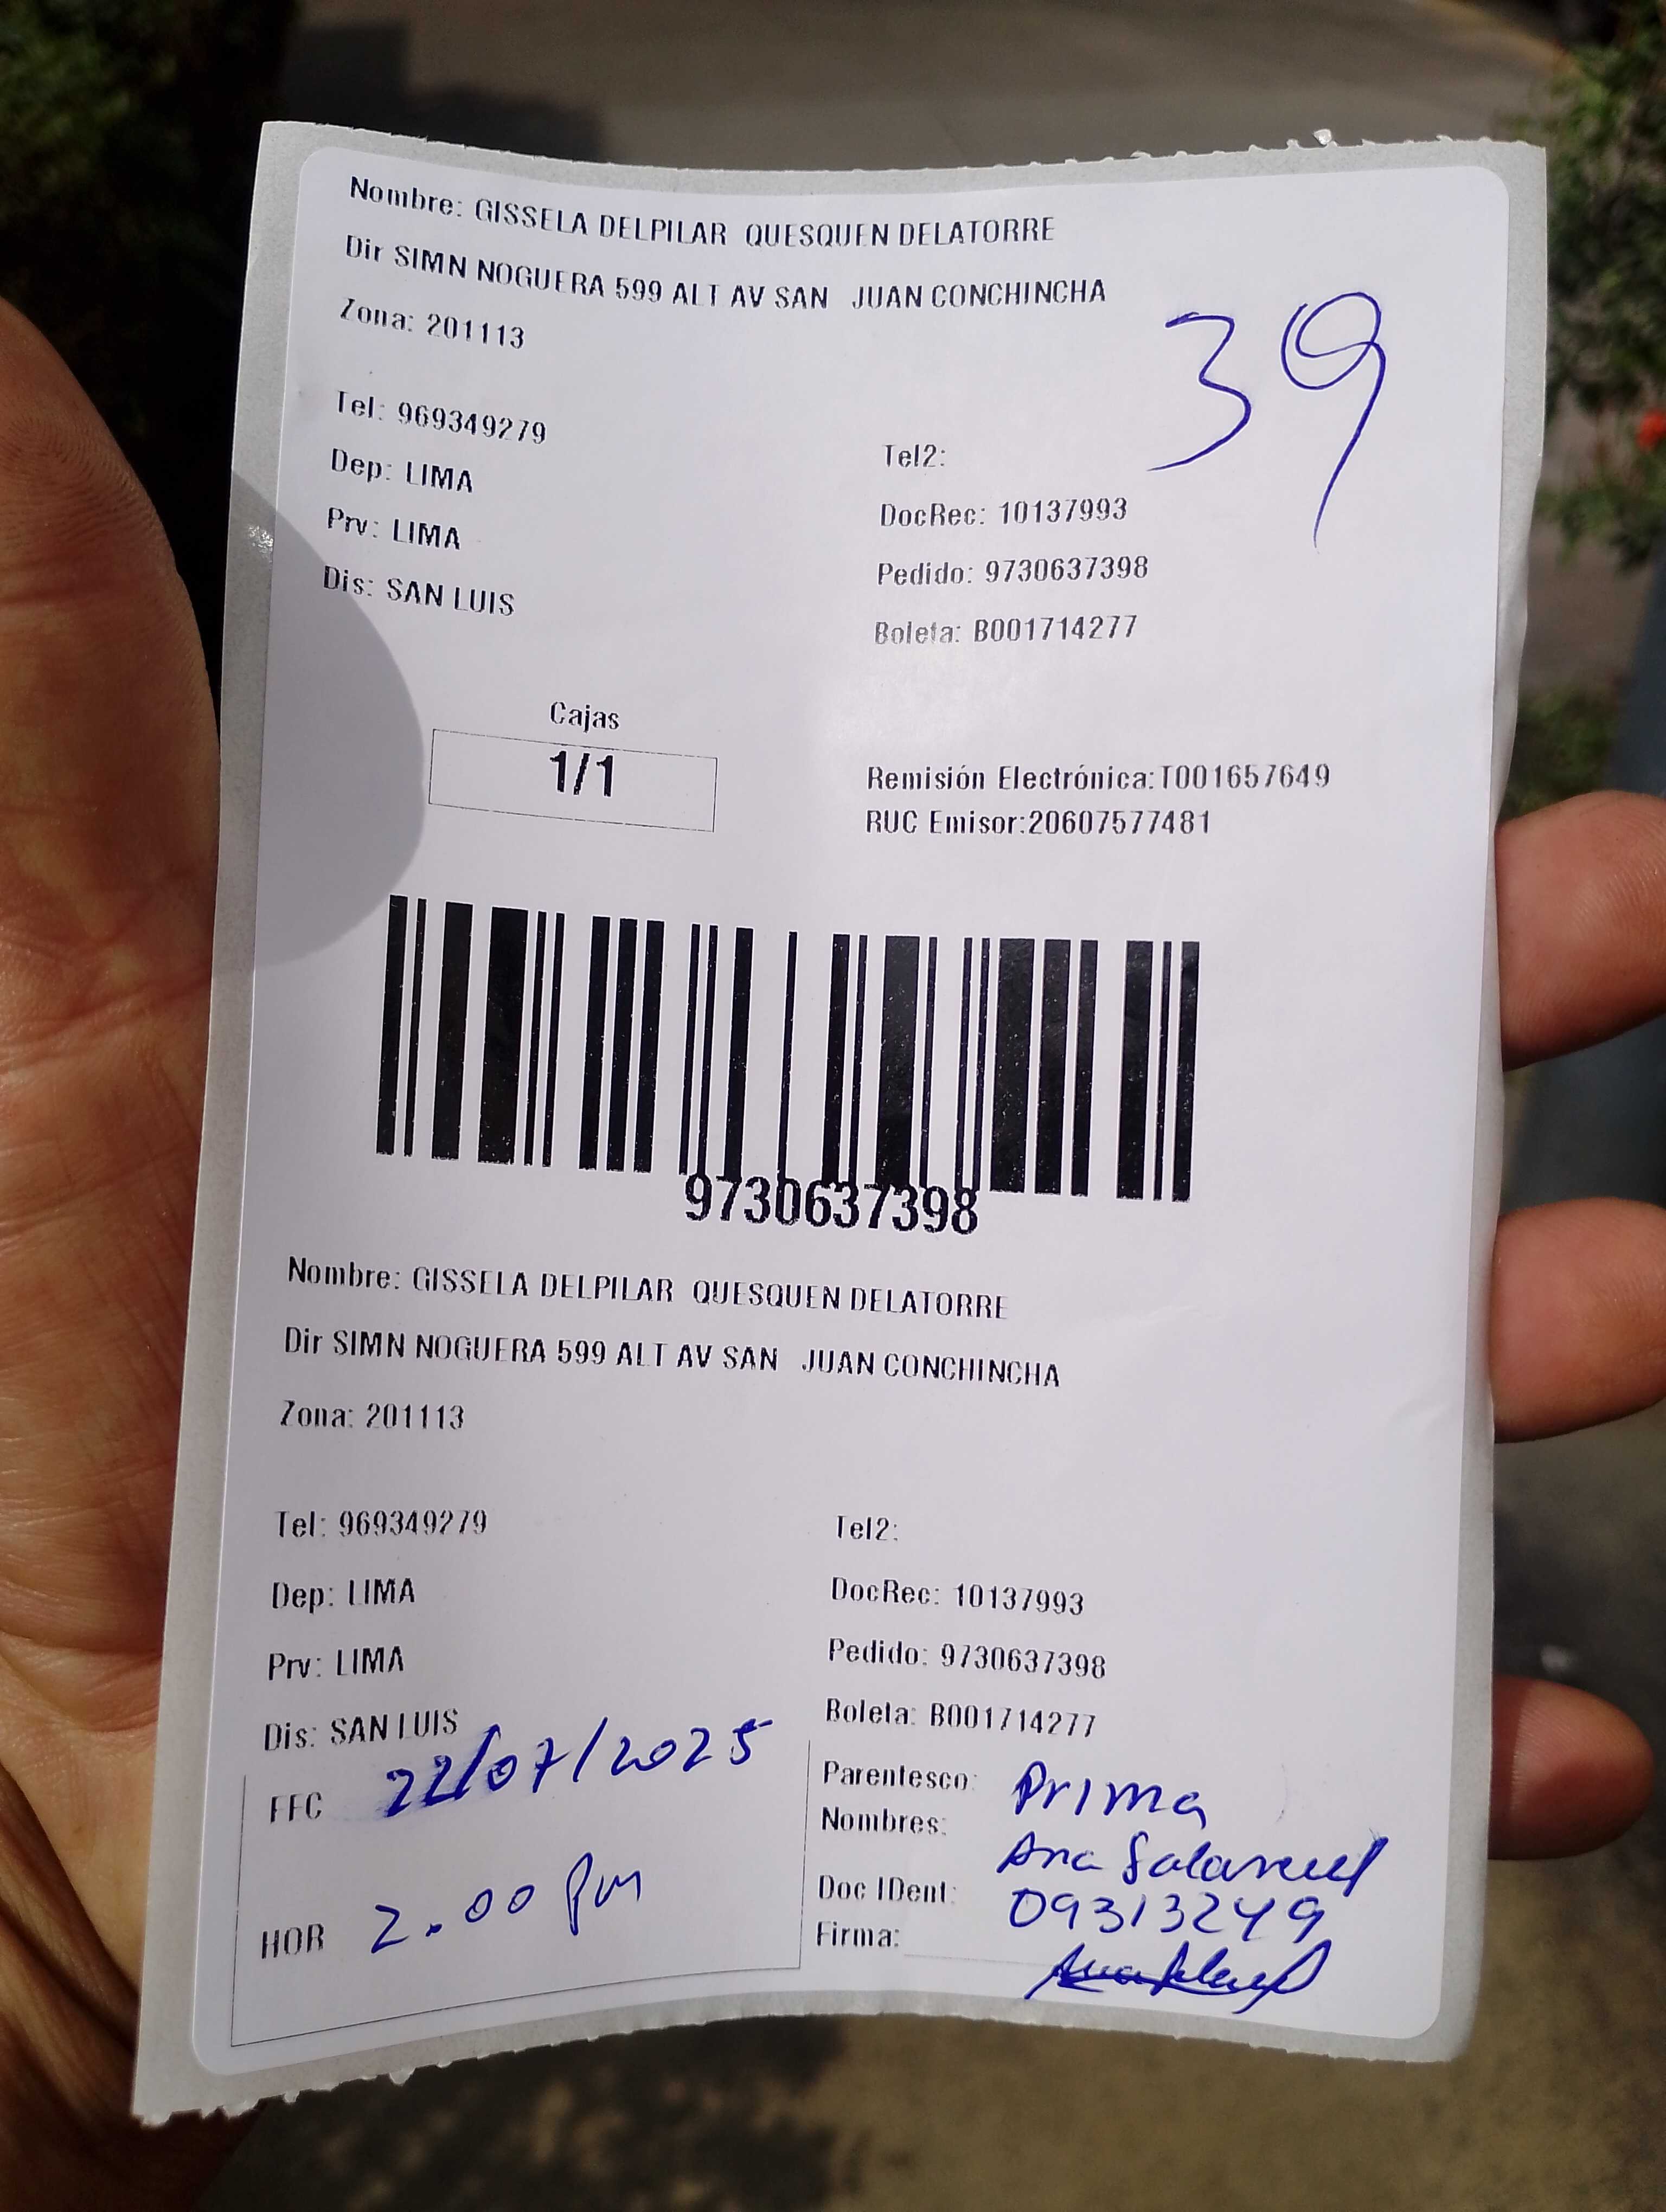 Nombre: GISSELA DELPILAR QUESQUEN DELATORRE
Dir SIMN NOGUERA 599 ALT AV SAN JUAN CONCHINCHA
Zona: 201113
39
Tel: 969349279
Tel2:
Dep: LIMA
DocRec: 10137993
Prv: LIMA
Pedido: 9730637398
Dis: SAN LUIS
Boleta: B001714277
Cajas
1/1
Remisión Electrónica:T001657649
RUC Emisor:20607577481
9730637398
Nombre: GISSELA DELPILAR QUESQUEN DELATORRE
Dir SIMN NOGUERA 599 ALT AV SAN JUAN CONCHINCHA
Zona: 201113
Tel: 969349279
Tel2:
Dep: LIMA
DocRec: 10137993
Prv: LIMA
Pedido: 9730637398
Dis: SAN LUIS
Boleta: B001714277
FEC 22/07/2025
Parentesco: Prima
Nombres: Ana
HOR 2.00 pm
Doc IDent: 09313249
Firma: